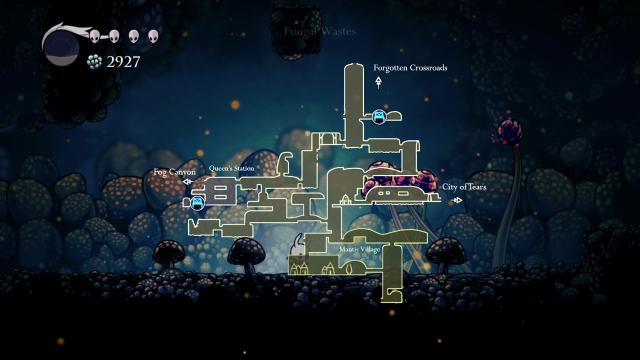 Fungal Wastes
2927
Forgotten Crossroads
Fog Canyon
Queen's Station
City of Tears
Mantis Village